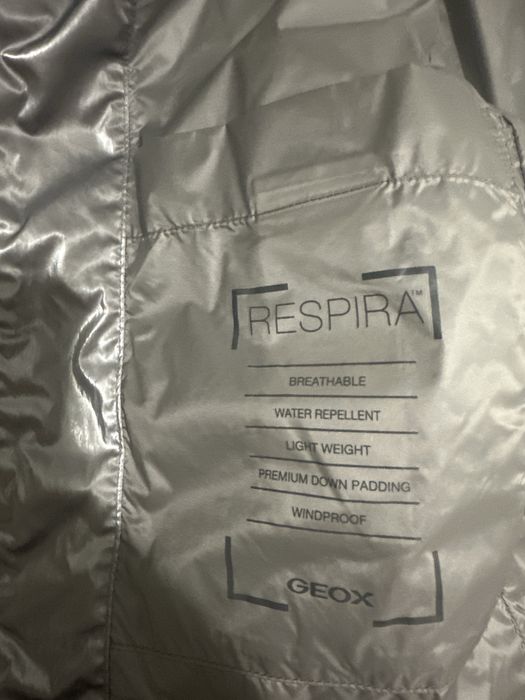 RESPIRA™
BREATHABLE
WATER REPELLENT
LIGHT WEIGHT
PREMIUM DOWN PADDING
WINDPROOF
GEOX